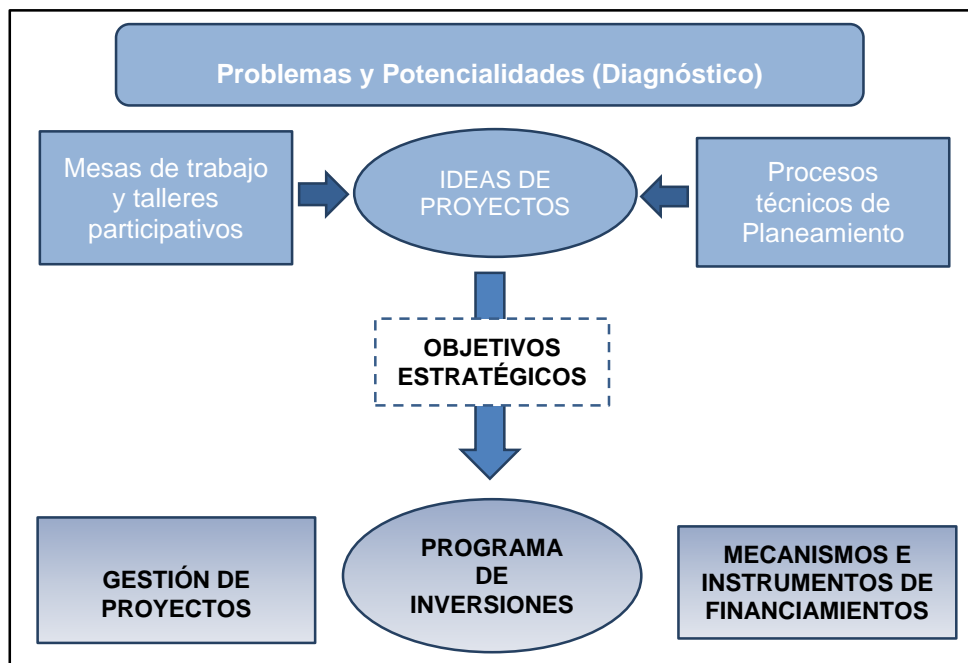 Problemas y Potencialidades (Diagnóstico)
Mesas de trabajo
y talleres
participativos
IDEAS DE
PROYECTOS
Procesos
técnicos de
Planeamiento
OBJETIVOS
ESTRATÉGICOS
GESTIÓN DE
PROYECTOS
PROGRAMA
DE
INVERSIONES
MECANISMOS E
INSTRUMENTOS DE
FINANCIAMIENTOS